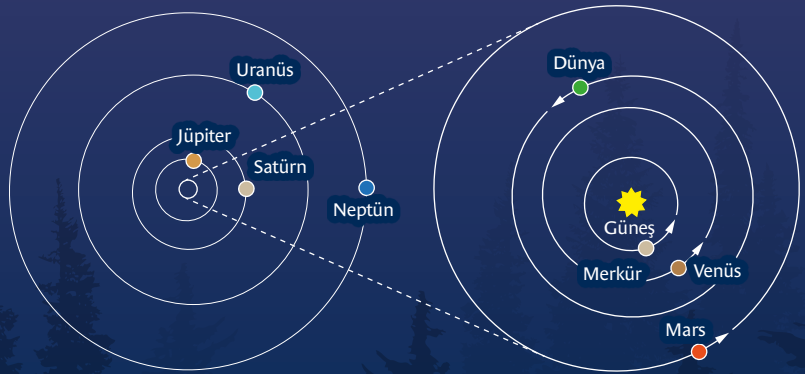 Uranüs
Jüpiter
Satürn
Neptün
Dünya
Güneş
Merkür
Venüs
Mars